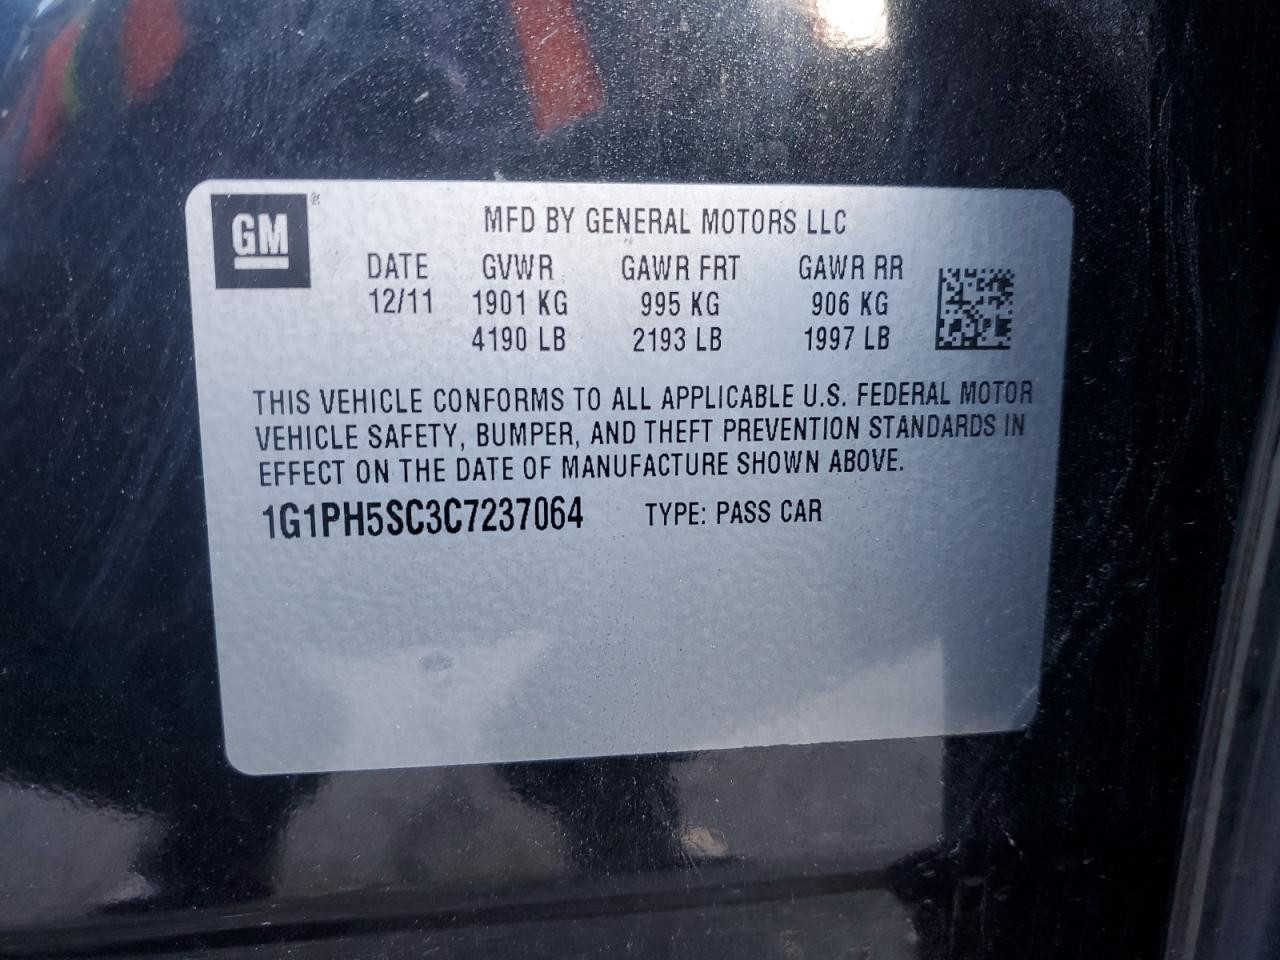 GM ®
MFD BY GENERAL MOTORS LLC
DATE GVWR GAWR FRT GAWR RR
12/11 1901 KG 995 KG 906 KG
4190 LB 2193 LB 1997 LB
THIS VEHICLE CONFORMS TO ALL APPLICABLE U.S. FEDERAL MOTOR
VEHICLE SAFETY, BUMPER, AND THEFT PREVENTION STANDARDS IN
EFFECT ON THE DATE OF MANUFACTURE SHOWN ABOVE.
1G1PH5SC3C7237064 TYPE: PASS CAR